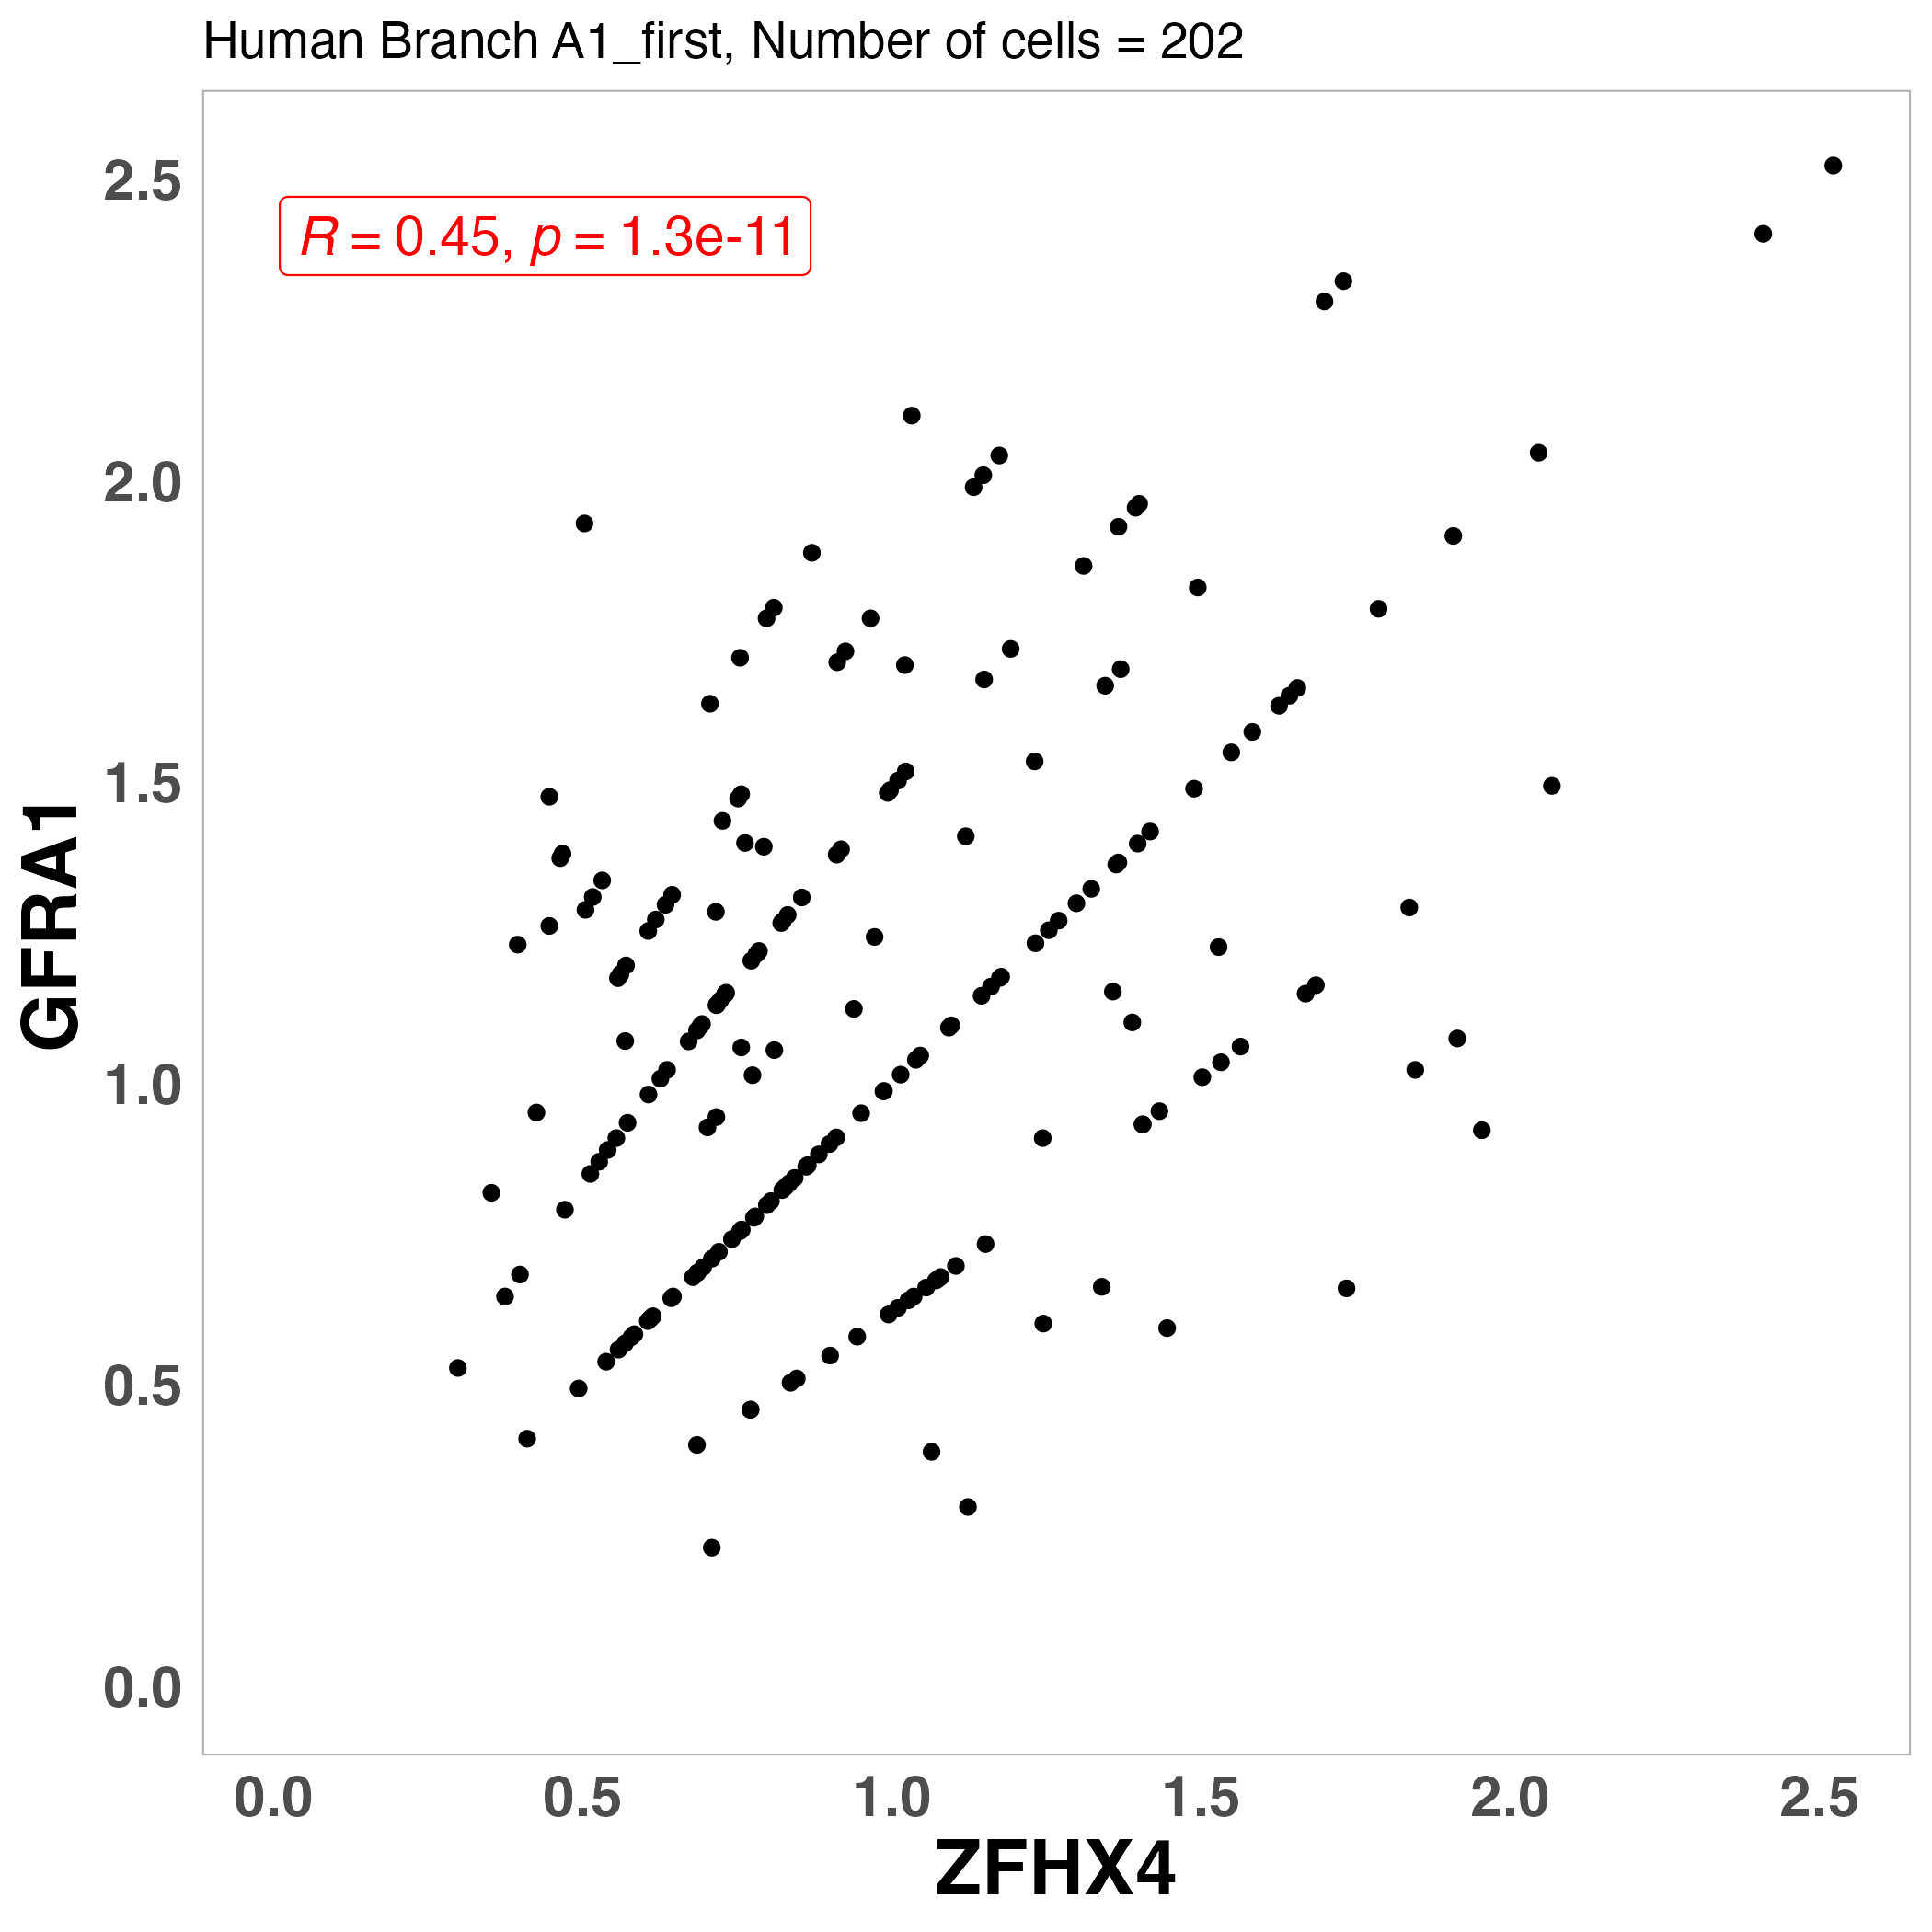 Human Branch A1_first, Number of cells = 202
R = 0.45, p = 1.3e-11
2.5
2.0
1.5
1.0
0.5
0.0
GFRA1
0.0 0.5 1.0 1.5 2.0 2.5
ZFHX4